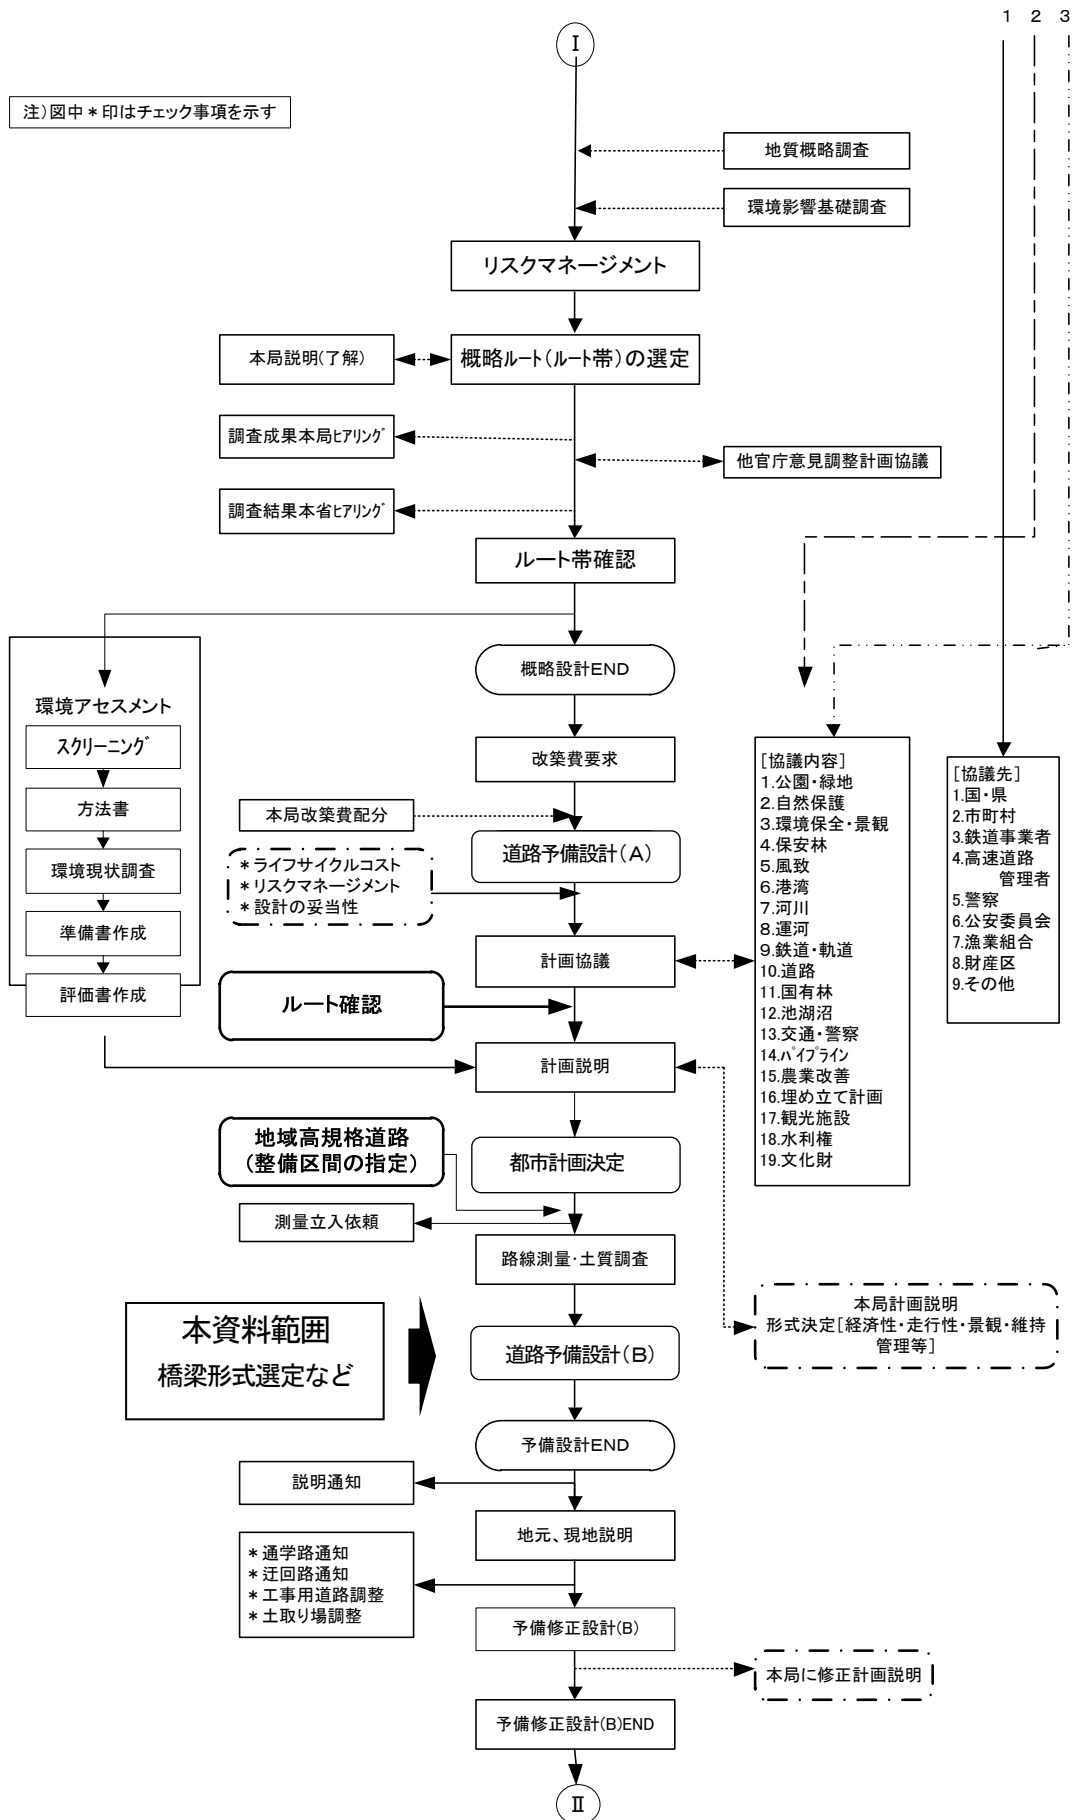 1 2 3
Ⅰ
注)図中＊印はチェック事項を示す
地質概略調査
環境影響基礎調査
リスクマネージメント
本局説明(了解)
概略ルート(ルート帯)の選定
調査成果本局ﾋｱﾘﾝｸﾞ
他官庁意見調整計画協議
調査結果本省ﾋｱﾘﾝｸﾞ
ルート帯確認
概略設計END
環境アセスメント
スクリーニング
方法書
環境現状調査
準備書作成
評価書作成
改築費要求
本局改築費配分
道路予備設計(A)
＊ライフサイクルコスト
＊リスクマネージメント
＊設計の妥当性
計画協議
ルート確認
計画説明
[協議内容]
1.公園・緑地
2.自然保護
3.環境保全・景観
4.保安林
5.風致
6.港湾
7.河川
8.運河
9.鉄道・軌道
10.道路
11.国有林
12.池湖沼
13.交通・警察
14.ﾊﾟｲﾌﾟﾗｲﾝ
15.農業改善
16.埋め立て計画
17.観光施設
18.水利権
19.文化財
[協議先]
1.国・県
2.市町村
3.鉄道事業者
4.高速道路
管理者
5.警察
6.公安委員会
7.漁業組合
8.財産区
9.その他
地域高規格道路
(整備区間の指定)
都市計画決定
測量立入依頼
路線測量・土質調査
本資料範囲
橋梁形式選定など
道路予備設計(B)
本局計画説明
形式決定[経済性・走行性・景観・維持
管理等]
予備設計END
説明通知
地元、現地説明
＊通学路通知
＊迂回路通知
＊工事用道路調整
＊土取り場調整
予備修正設計(B)
本局に修正計画説明
予備修正設計(B)END
Ⅱ